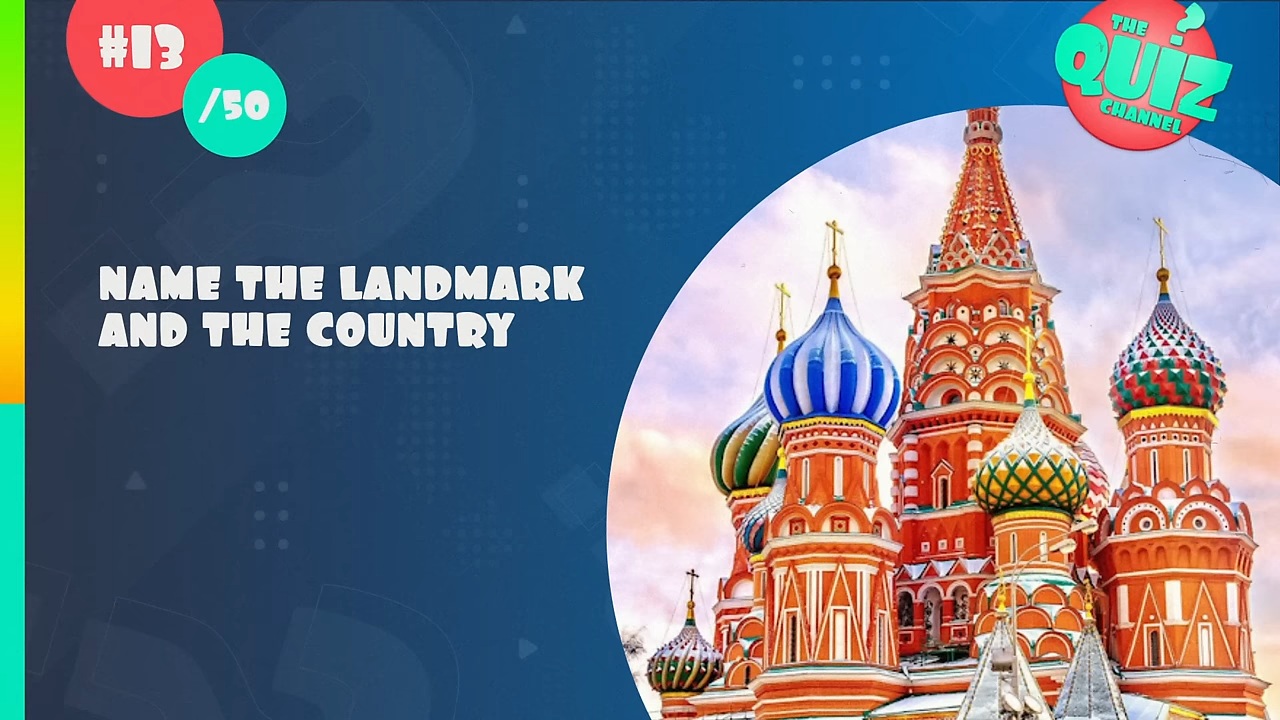 #13
/50
THE
QUIZ
CHANNEL
NAME THE LANDMARK
AND THE COUNTRY